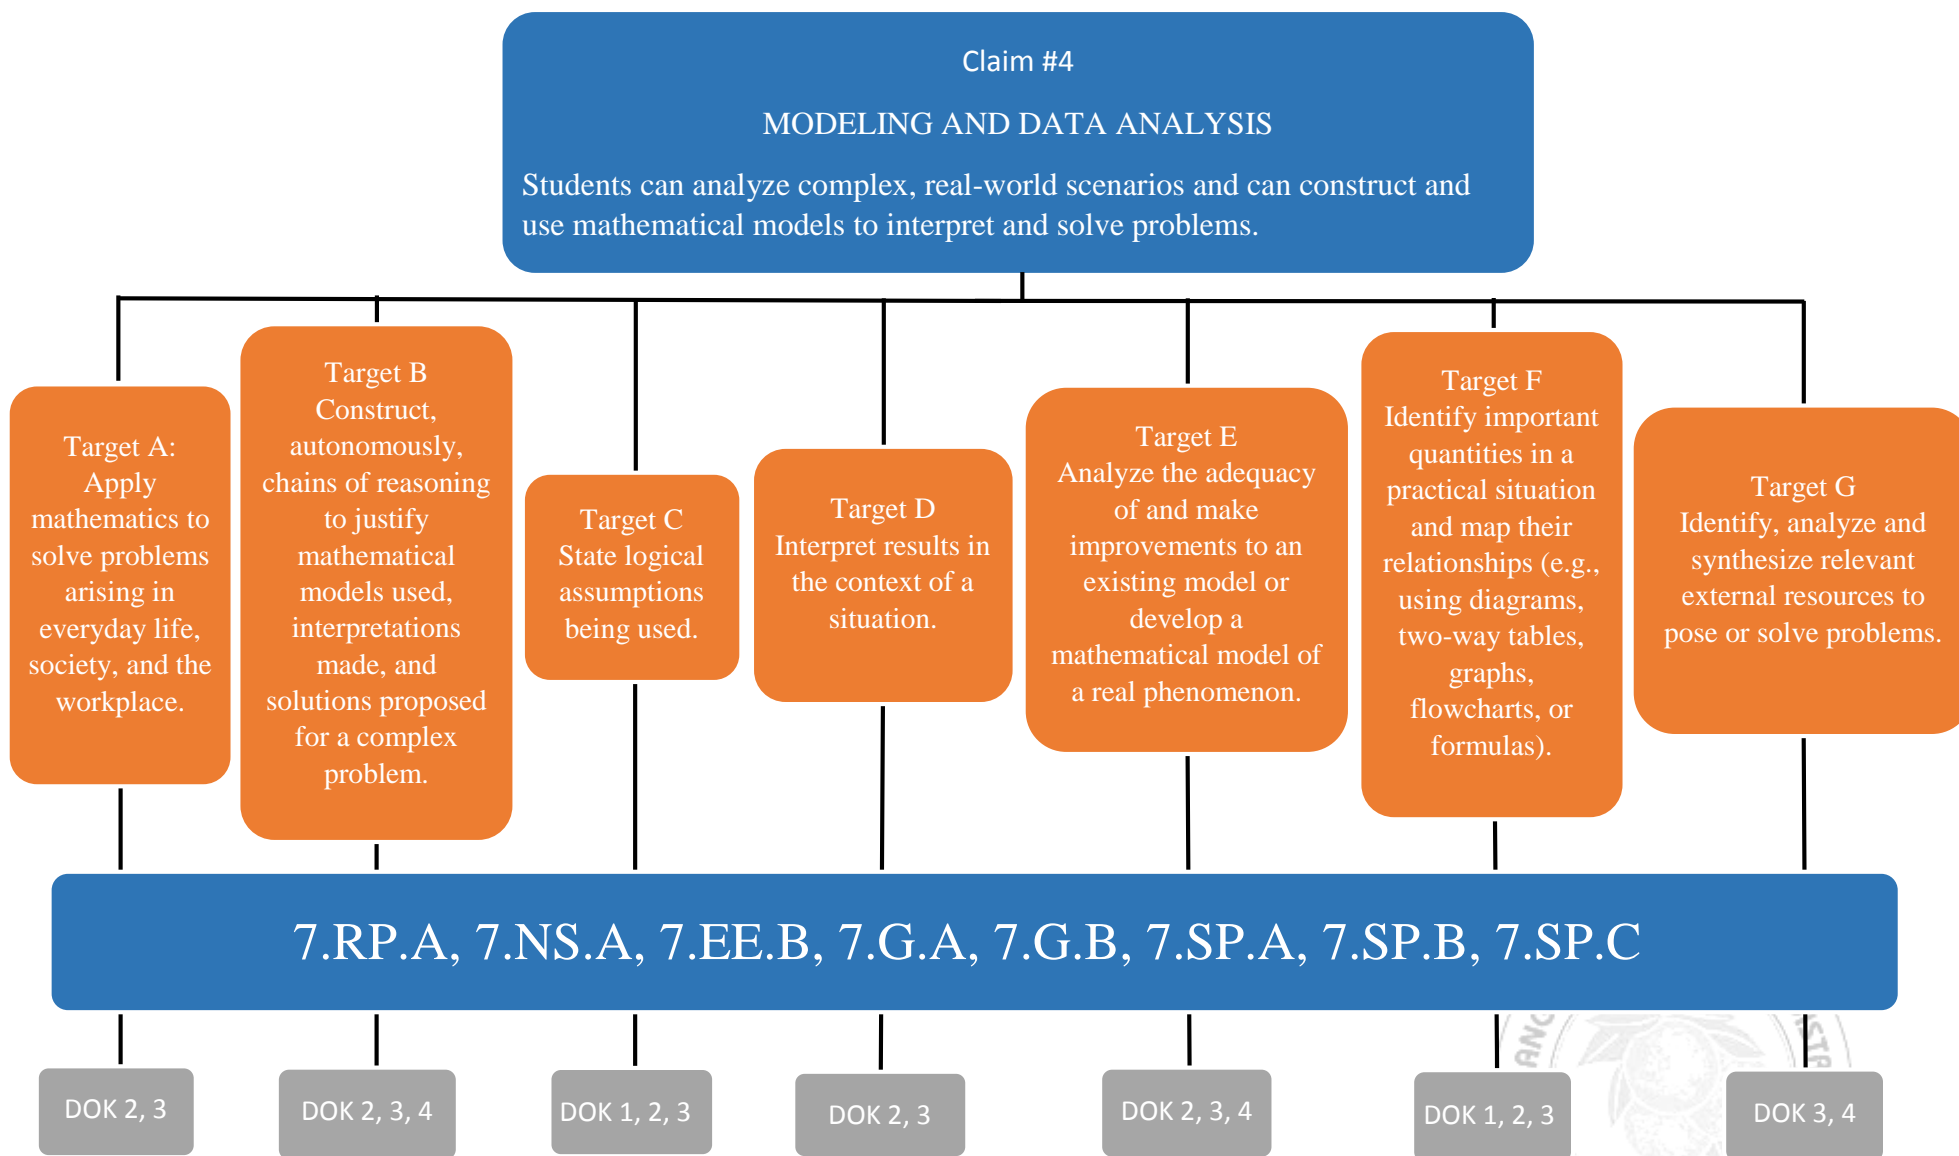 Claim #4
MODELING AND DATA ANALYSIS
Students can analyze complex, real-world scenarios and can construct and
use mathematical models to interpret and solve problems.
Target A:
Apply
mathematics to
solve problems
arising in
everyday life,
society, and the
workplace.
Target B
Construct,
autonomously,
chains of reasoning
to justify
mathematical
models used,
interpretations
made, and
solutions proposed
for a complex
problem.
Target C
State logical
assumptions
being used.
Target D
Interpret results in
the context of a
situation.
Target E
Analyze the adequacy
of and make
improvements to an
existing model or
develop a
mathematical model of
a real phenomenon.
Target F
Identify important
quantities in a
practical situation
and map their
relationships (e.g.,
using diagrams,
two-way tables,
graphs,
flowcharts, or
formulas).
Target G
Identify, analyze and
synthesize relevant
external resources to
pose or solve problems.
7.RP.A, 7.NS.A, 7.EE.B, 7.G.A, 7.G.B, 7.SP.A, 7.SP.B, 7.SP.C
DOK 2, 3
DOK 2, 3, 4
DOK 1, 2, 3
DOK 2, 3
DOK 2, 3, 4
DOK 1, 2, 3
DOK 3, 4